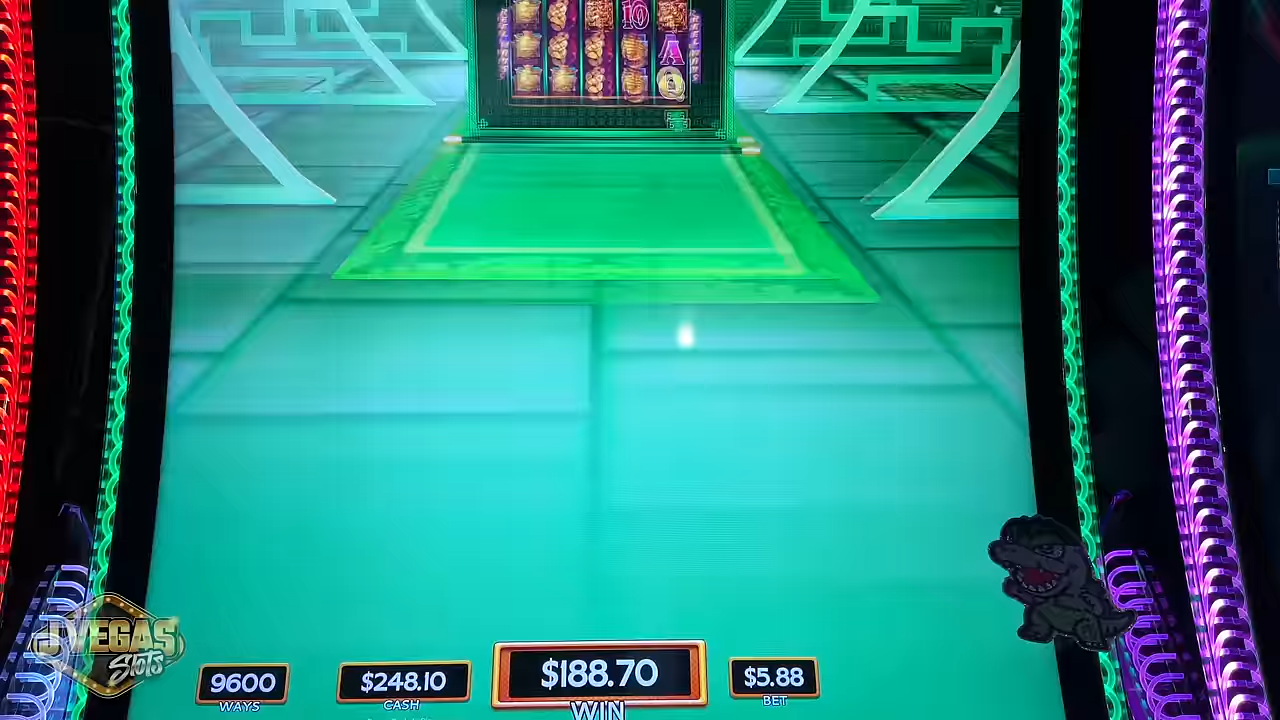 10
A
Q
JVEGAS
Slots
9600
WAYS
$248.10
CASH
$188.70
WIN
$5.88
BET